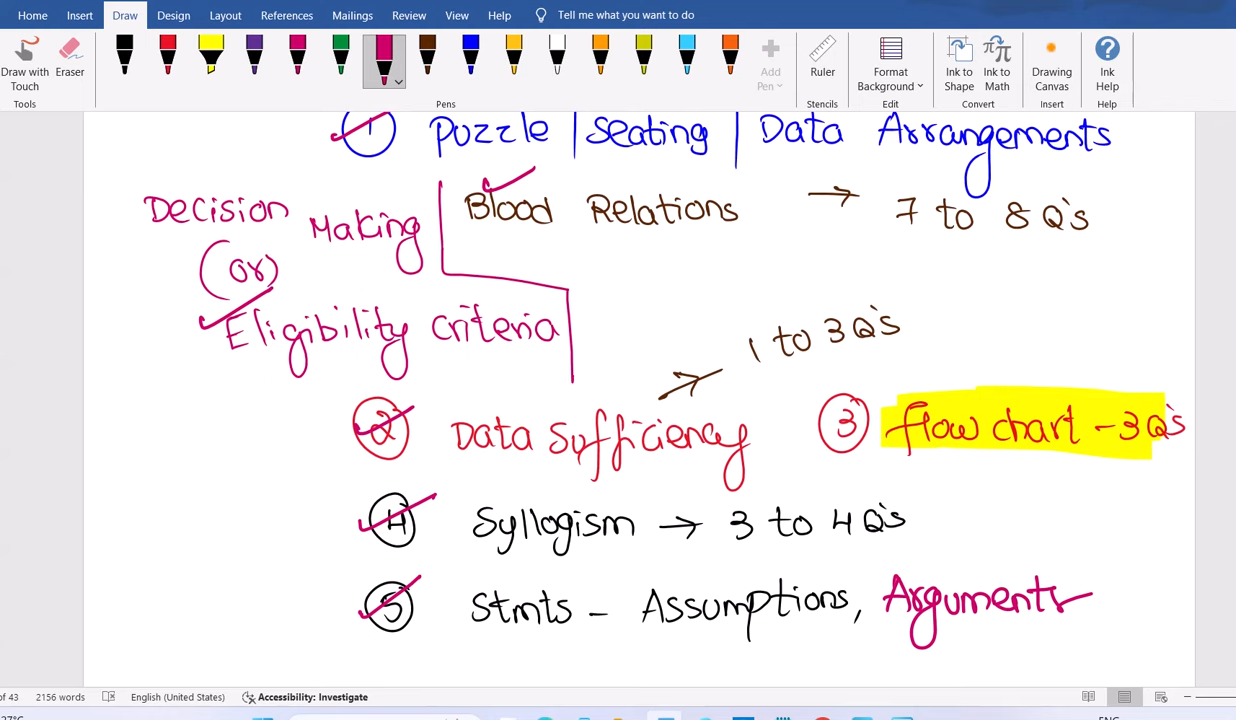 Home Insert Draw Design Layout References Mailings Review View Help Tell me what you want to do
Draw with Touch
Eraser
Add Pen
Ruler
Format Background
Ink to Shape
Ink to Math
Drawing Canvas
Ink Help
Tools Pens Stencils Edit Convert Insert Help
1 Puzzle | Seating | Data Arrangements
Decision Making
Blood Relations → 7 to 8 Q's
(or)
Eligibility criteria
→ 1 to 3 Q's
2 Data Sufficiency 3 flow chart - 3 Q's
4 Syllogism → 3 to 4 Q's
5 Stmts - Assumptions, Arguments
of 43 2156 words English (United States) Accessibility: Investigate
27°C ENG